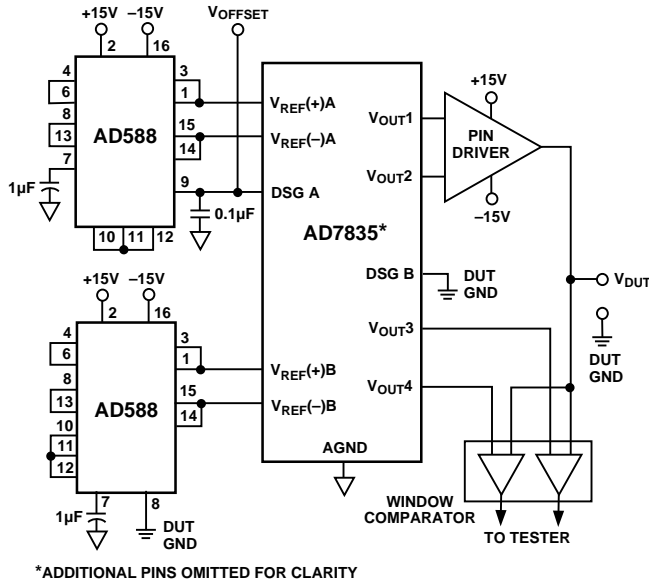 +15V
–15V
VOFFSET
2
16
4
6
8
13
7
3
1
15
14
9
AD588
1µF
10
11
12
0.1µF
VREF(+)A
VREF(–)A
DSG A
AD7835*
VOUT1
VOUT2
+15V
PIN
DRIVER
–15V
DSG B
DUT
GND
VDUT
DUT
GND
VOUT3
VOUT4
+15V
–15V
2
16
4
6
8
13
10
11
12
3
1
15
14
AD588
VREF(+)B
VREF(–)B
AGND
7
8
1µF
DUT
GND
WINDOW
COMPARATOR
TO TESTER
*ADDITIONAL PINS OMITTED FOR CLARITY